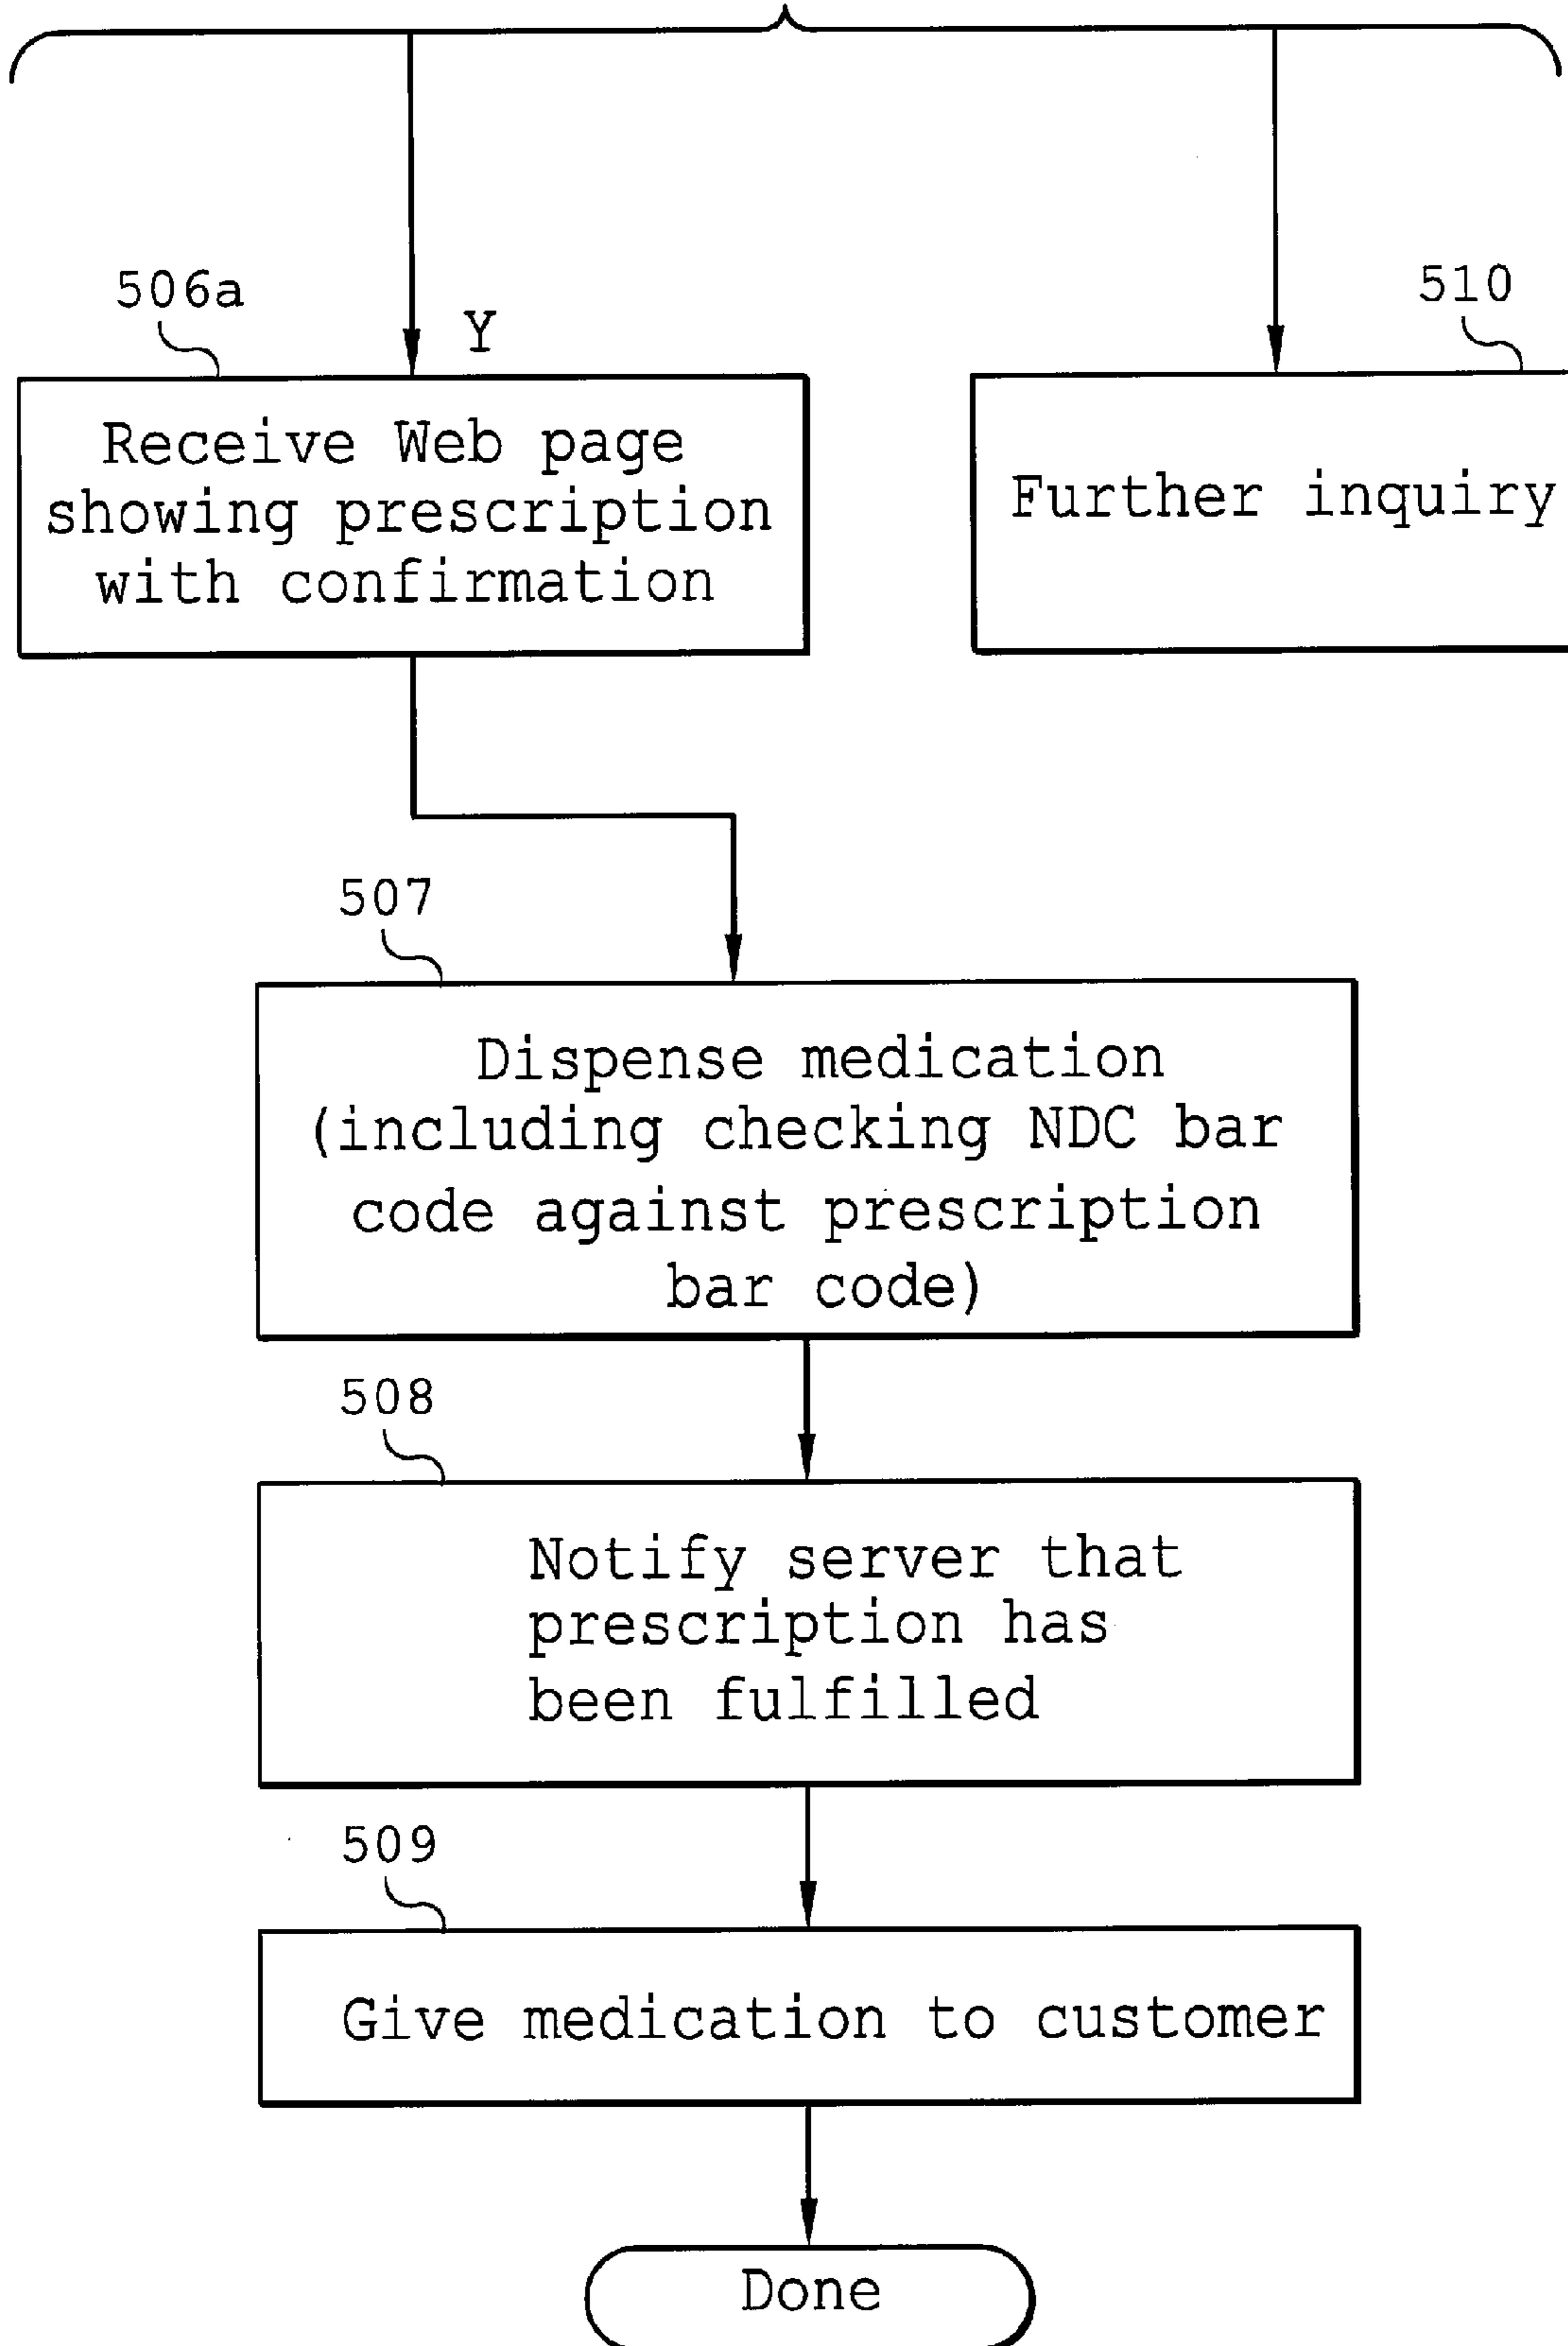 506a
Y
Receive Web page
showing prescription
with confirmation
510
Further inquiry
507
Dispense medication
(including checking NDC bar
code against prescription
bar code)
508
Notify server that
prescription has
been fulfilled
509
Give medication to customer
Done